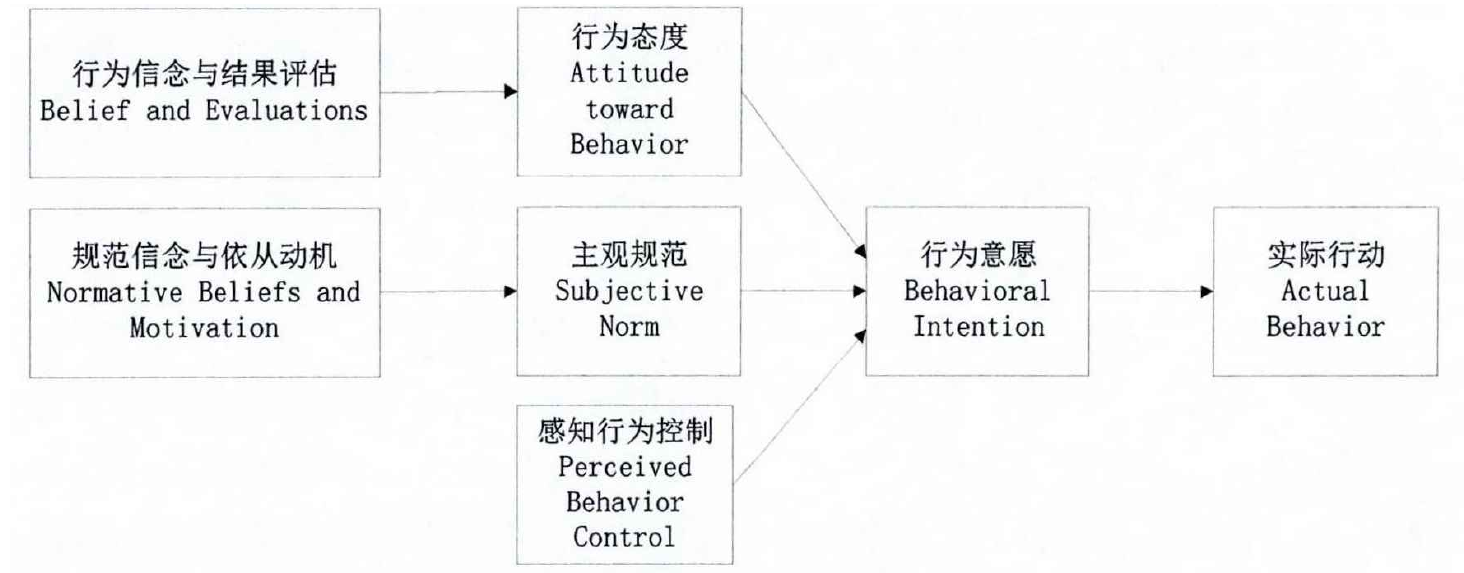 行为信念与结果评估
Belief and Evaluations
行为态度
Attitude
toward
Behavior
规范信念与依从动机
Normative Beliefs and
Motivation
主观规范
Subjective
Norm
行为意愿
Behavioral
Intention
实际行动
Actual
Behavior
感知行为控制
Perceived
Behavior
Control